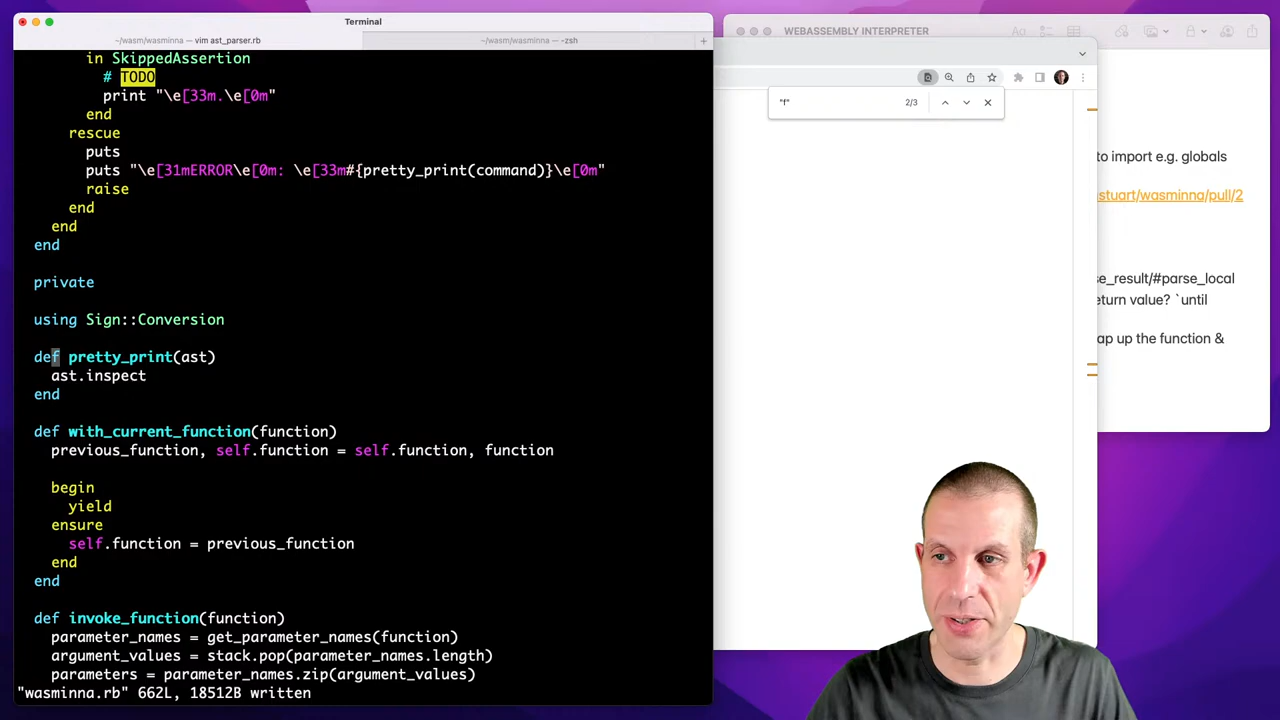 Terminal
~/wasm/wasminna — vim ast_parser.rb
~/wasm/wasminna — -zsh
in SkippedAssertion
# TODO
print "\e[33m.\e[0m"
end
rescue
puts
puts "\e[31mERROR\e[0m: \e[33m#{pretty_print(command)}\e[0m"
raise
end
end
end
private
using Sign::Conversion
def pretty_print(ast)
ast.inspect
end
def with_current_function(function)
previous_function, self.function = self.function, function
begin
yield
ensure
self.function = previous_function
end
end
def invoke_function(function)
parameter_names = get_parameter_names(function)
argument_values = stack.pop(parameter_names.length)
parameters = parameter_names.zip(argument_values)
"wasminna.rb" 662L, 18512B written
WEBASSEMBLY INTERPRETER
Aa
"f"
2/3
to import e.g. globals
stuart/wasminna/pull/2
se_result/#parse_local
eturn value? `until
ap up the function &